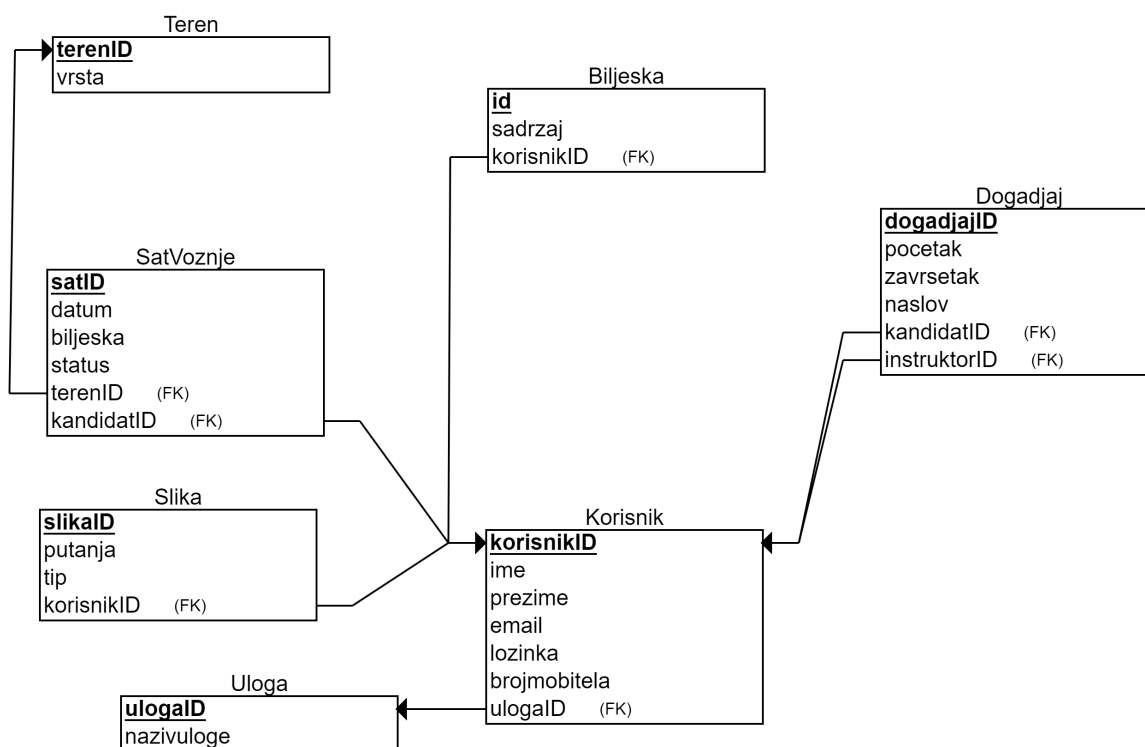 Teren
terenID
vrsta
Biljeska
id
sadrzaj
korisnikID (FK)
Dogadjaj
dogadjajID
pocetak
zavrsetak
naslov
kandidatID (FK)
instruktorID (FK)
SatVoznje
satID
datum
biljeska
status
terenID (FK)
kandidatID (FK)
Slika
slikaID
putanja
tip
korisnikID (FK)
Korisnik
korisnikID
ime
prezime
email
lozinka
brojmobitela
ulogaID (FK)
Uloga
ulogaID
nazivuloge